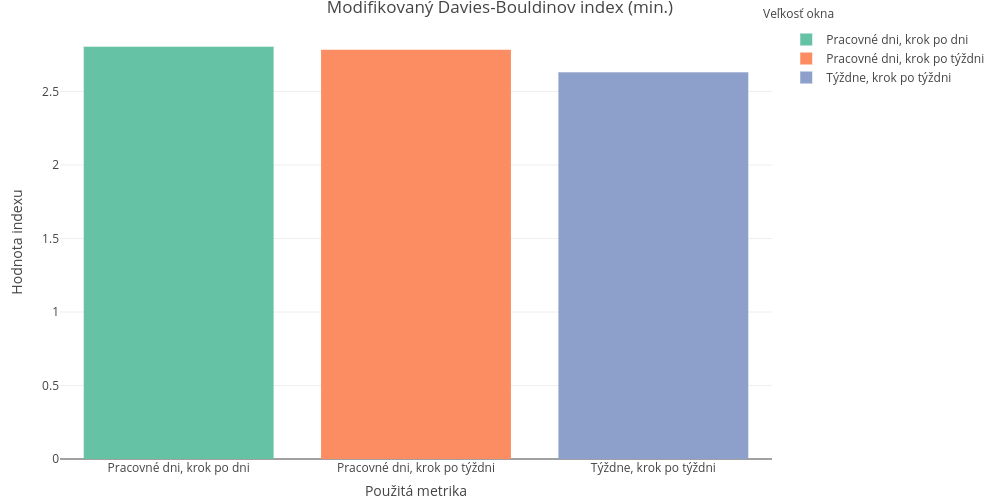 Modifikovaný Davies-Bouldinov index (min.)
Veľkosť okna
Pracovné dni, krok po dni
Pracovné dni, krok po týždni
Týždne, krok po týždni
Hodnota indexu
2.5
2
1.5
1
0.5
0
Pracovné dni, krok po dni
Pracovné dni, krok po týždni
Týždne, krok po týždni
Použitá metrika